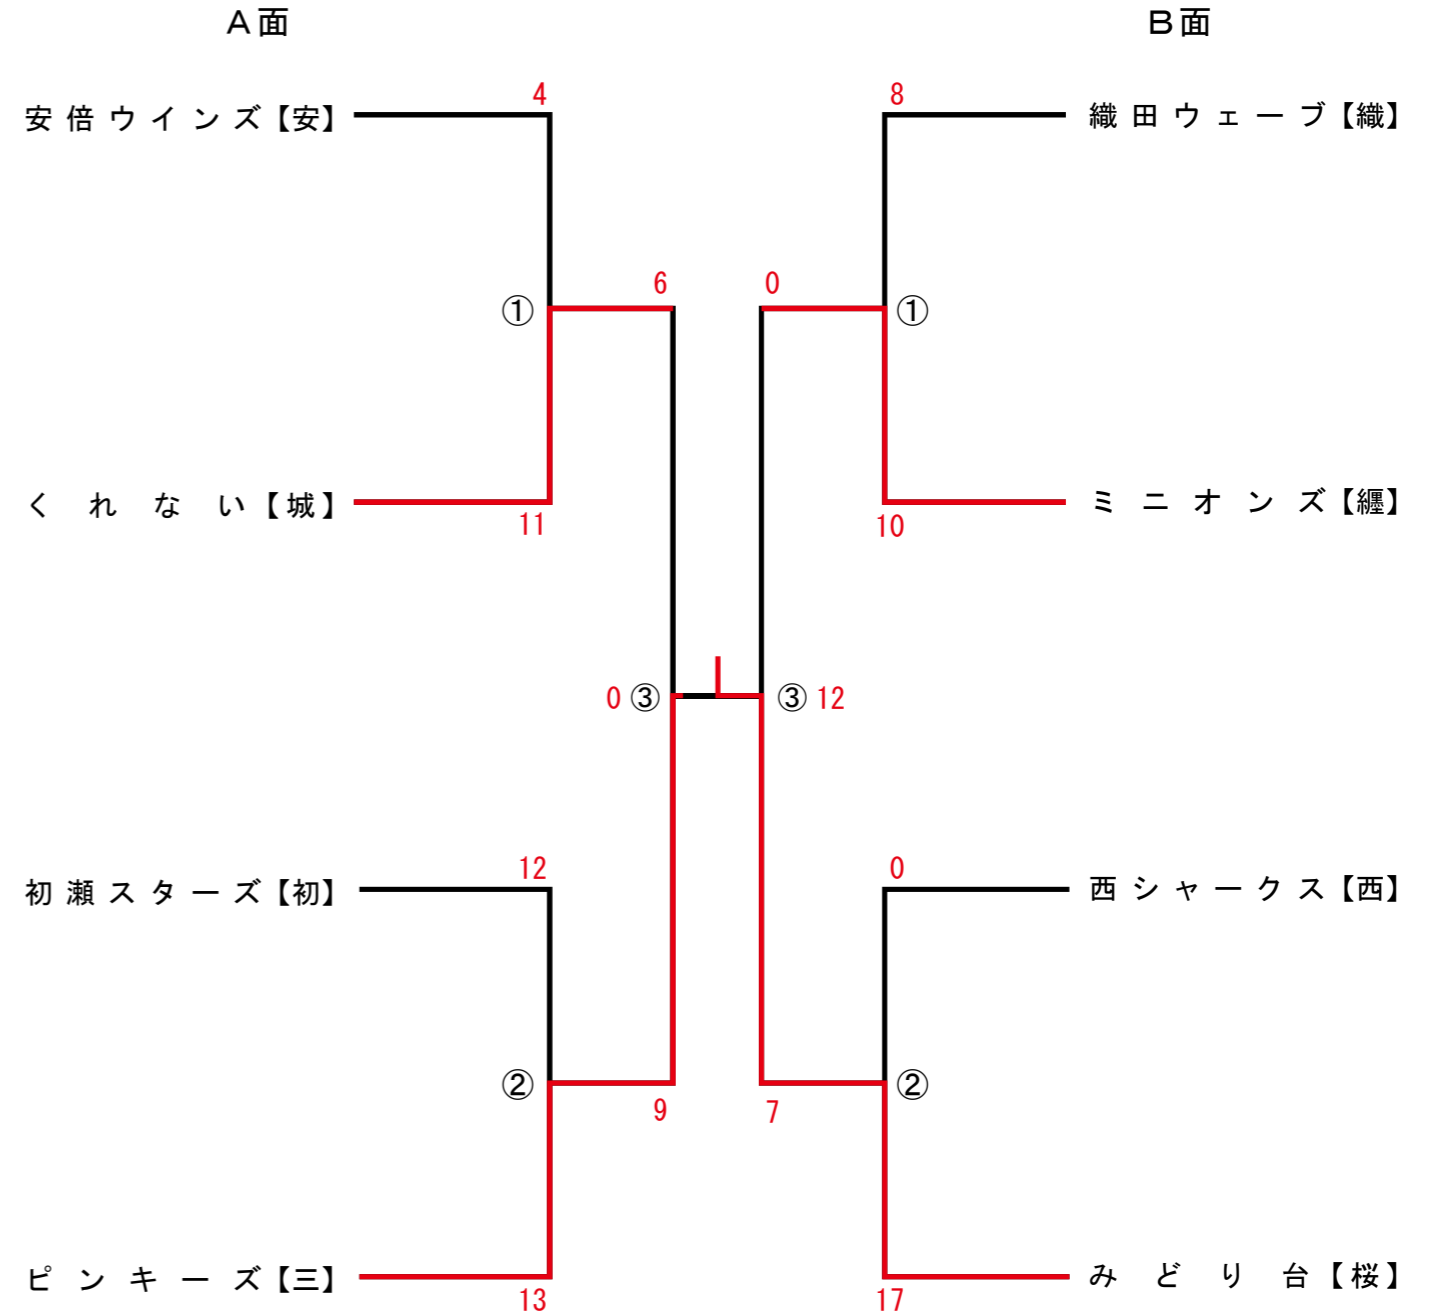 A面 B面
4 8
安倍ウインズ【安】 織田ウェーブ【織】
6 0
① ①
くれない【城】 ミニオンズ【纒】
11 10
0 ③ ③ 12
12 0
初瀬スターズ【初】 西シャークス【西】
② ②
9 7
ピンキーズ【三】 みどり台【桜】
13 17